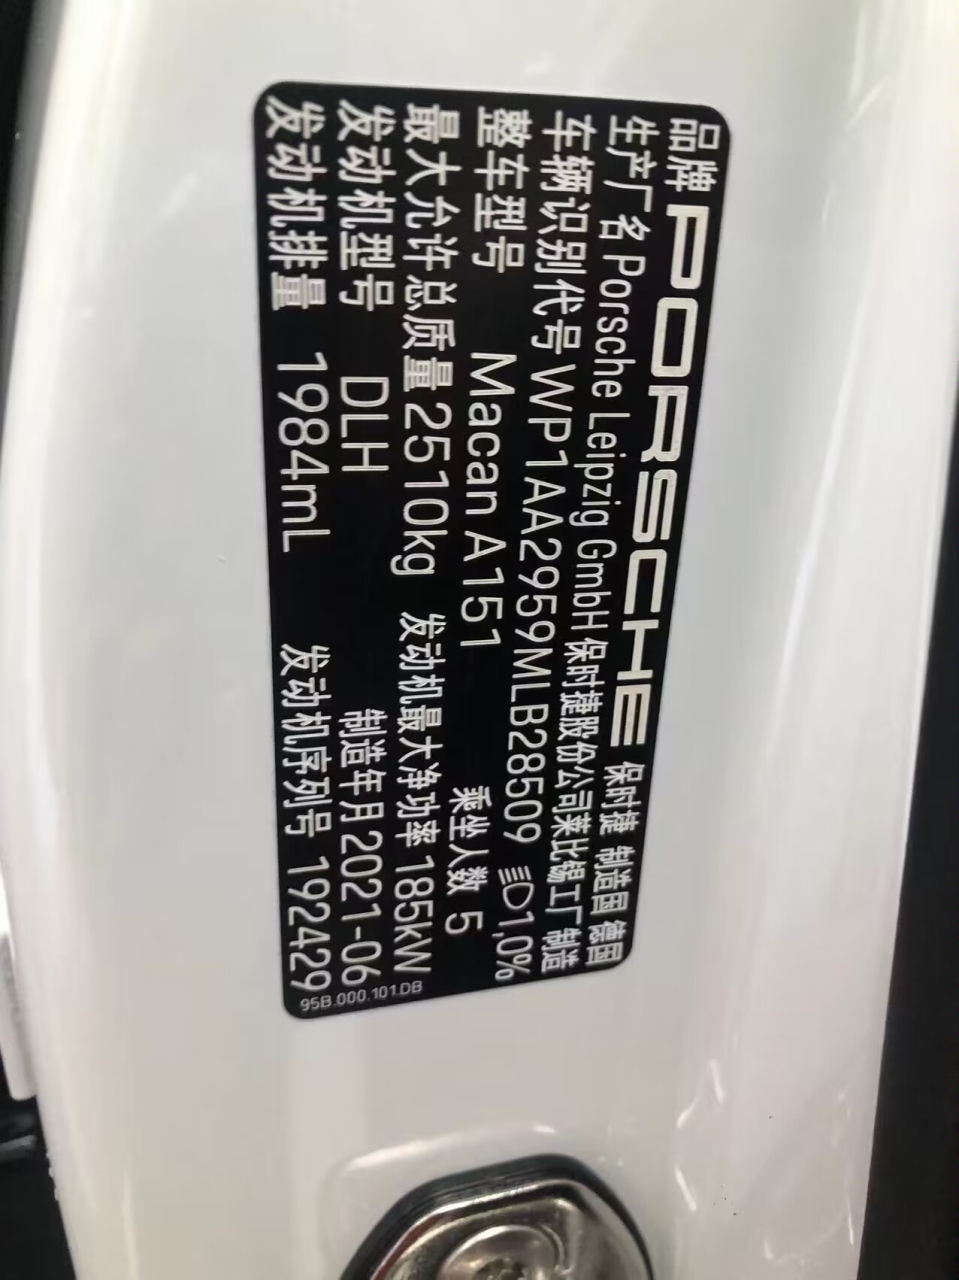 品牌 PORSCHE 保时捷 制造国 德国
生产厂名 Porsche Leipzig GmbH 保时捷股份公司莱比锡工厂 制造
车辆识别代号 WP1AA2959MLB28509 1,0%
整车型号 Macan A151 乘坐人数 5
最大允许总质量 2510kg 发动机最大净功率 185kW
发动机型号 DLH 制造年月 2021-06
发动机排量 1984mL 发动机序列号 192429
95B.000.101.DB